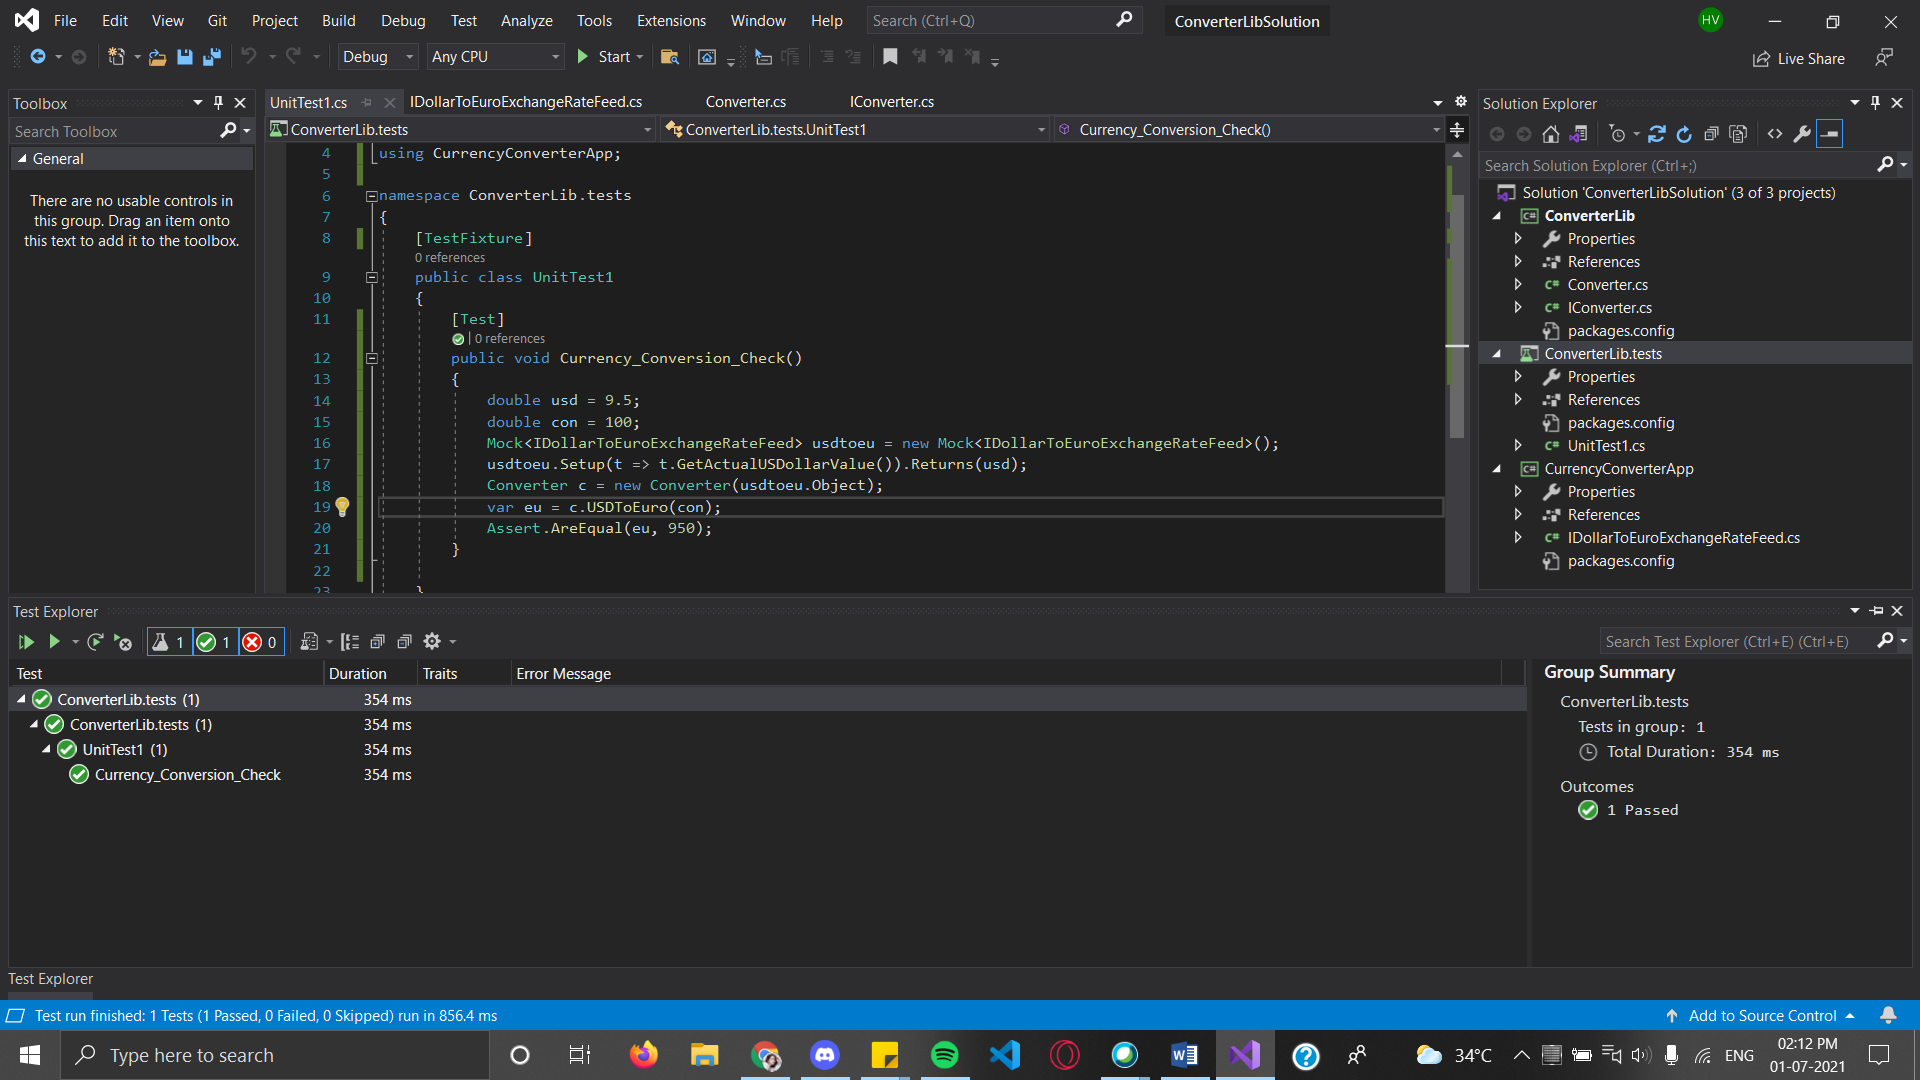 File Edit View Git Project Build Debug Test Analyze Tools Extensions Window Help Search (Ctrl+Q) ConverterLibSolution HV
Debug Any CPU Start Live Share
Toolbox
Search Toolbox
General
There are no usable controls in
this group. Drag an item onto
this text to add it to the toolbox.
UnitTest1.cs IDollarToEuroExchangeRateFeed.cs Converter.cs IConverter.cs
ConverterLib.tests ConverterLib.tests.UnitTest1 Currency_Conversion_Check()
4 using CurrencyConverterApp;
5
6 namespace ConverterLib.tests
7 {
8 [TestFixture]
0 references
9 public class UnitTest1
10 {
11 [Test]
0 references
12 public void Currency_Conversion_Check()
13 {
14 double usd = 9.5;
15 double con = 100;
16 Mock<IDollarToEuroExchangeRateFeed> usdtoeu = new Mock<IDollarToEuroExchangeRateFeed>();
17 usdtoeu.Setup(t => t.GetActualUSDollarValue()).Returns(usd);
18 Converter c = new Converter(usdtoeu.Object);
19 var eu = c.USDToEuro(con);
20 Assert.AreEqual(eu, 950);
21 }
22
23 }
Solution Explorer
Search Solution Explorer (Ctrl+;)
Solution 'ConverterLibSolution' (3 of 3 projects)
ConverterLib
Properties
References
Converter.cs
IConverter.cs
packages.config
ConverterLib.tests
Properties
References
packages.config
UnitTest1.cs
CurrencyConverterApp
Properties
References
IDollarToEuroExchangeRateFeed.cs
packages.config
Test Explorer
1 1 0 Search Test Explorer (Ctrl+E) (Ctrl+E)
Test Duration Traits Error Message
ConverterLib.tests (1) 354 ms
ConverterLib.tests (1) 354 ms
UnitTest1 (1) 354 ms
Currency_Conversion_Check 354 ms
Group Summary
ConverterLib.tests
Tests in group: 1
Total Duration: 354 ms
Outcomes
1 Passed
Test Explorer
Test run finished: 1 Tests (1 Passed, 0 Failed, 0 Skipped) run in 856.4 ms Add to Source Control
Type here to search 34°C ENG 02:12 PM
01-07-2021